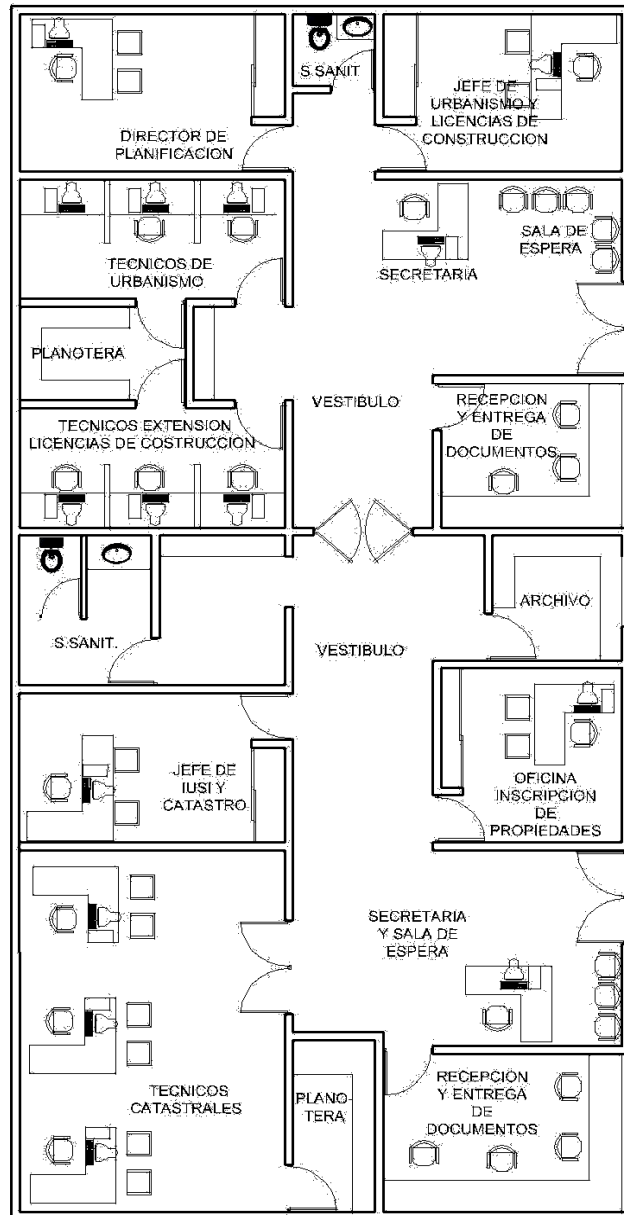 S.SANIT.
JEFE DE
URBANISMO Y
LICENCIAS DE
CONSTRUCCION
DIRECTOR DE
PLANIFICACION
SALA DE
ESPERA
SECRETARIA
TECNICOS DE
URBANISMO
PLANOTERA
VESTIBULO
RECEPCION
Y ENTREGA
DE
DOCUMENTOS
TECNICOS EXTENSION
LICENCIAS DE COSTRUCCION
ARCHIVO
S.SANIT.
VESTIBULO
JEFE DE
IUSI Y
CATASTRO
OFICINA
INSCRIPCION
DE
PROPIEDADES
SECRETARIA
Y SALA DE
ESPERA
TECNICOS
CATASTRALES
PLANO-
TERA
RECEPCION
Y ENTREGA
DE
DOCUMENTOS